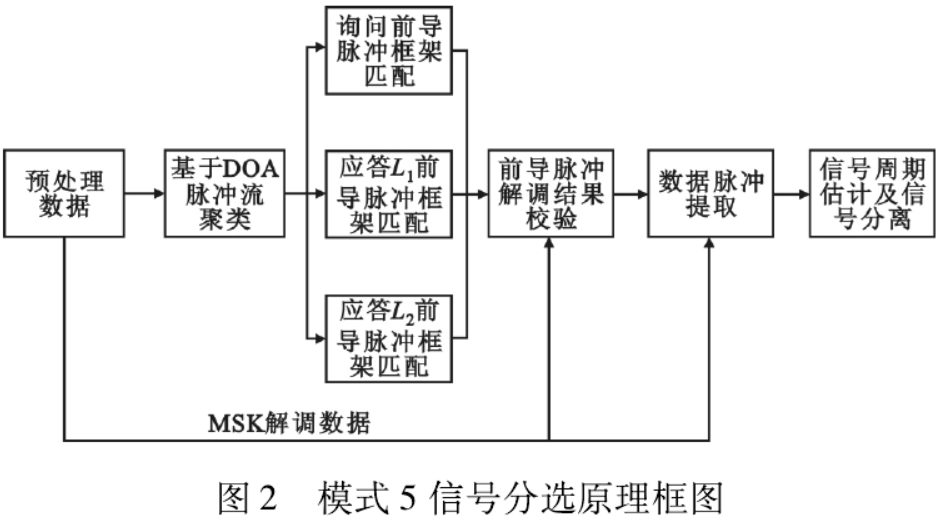 询问前导
脉冲框架
匹配
预处理
数据
基于DOA
脉冲流
聚类
应答L₁前
导脉冲框
架匹配
前导脉冲
解调结果
校验
数据脉冲
提取
信号周期
估计及信
号分离
应答L₂前
导脉冲框
架匹配
MSK解调数据
图2 模式5信号分选原理框图